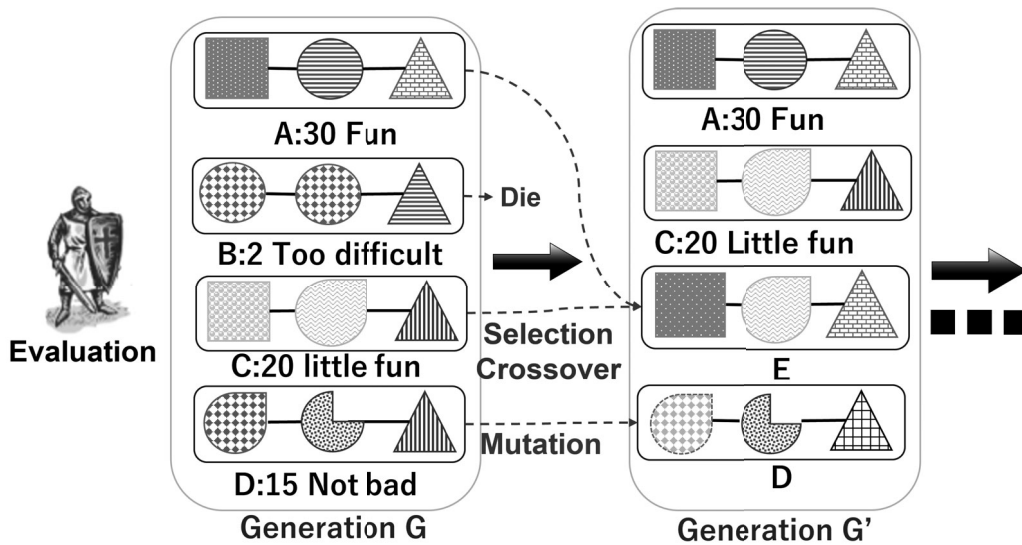 A:30 Fun
B:2 Too difficult
C:20 little fun
D:15 Not bad
Generation G
Evaluation
Die
Selection
Crossover
Mutation
A:30 Fun
C:20 Little fun
E
D
Generation G'